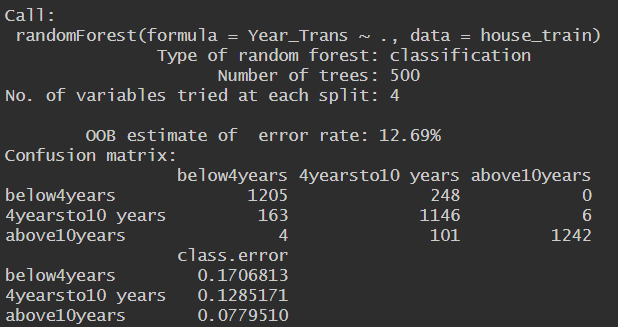 Call:
 randomForest(formula = Year_Trans ~ ., data = house_train)
               Type of random forest: classification
                     Number of trees: 500
No. of variables tried at each split: 4

        OOB estimate of  error rate: 12.69%
Confusion matrix:
                 below4years 4yearsto10 years above10years
below4years             1205              248            0
4yearsto10 years         163             1146            6
above10years               4              101         1242
                 class.error
below4years        0.1706813
4yearsto10 years   0.1285171
above10years       0.0779510